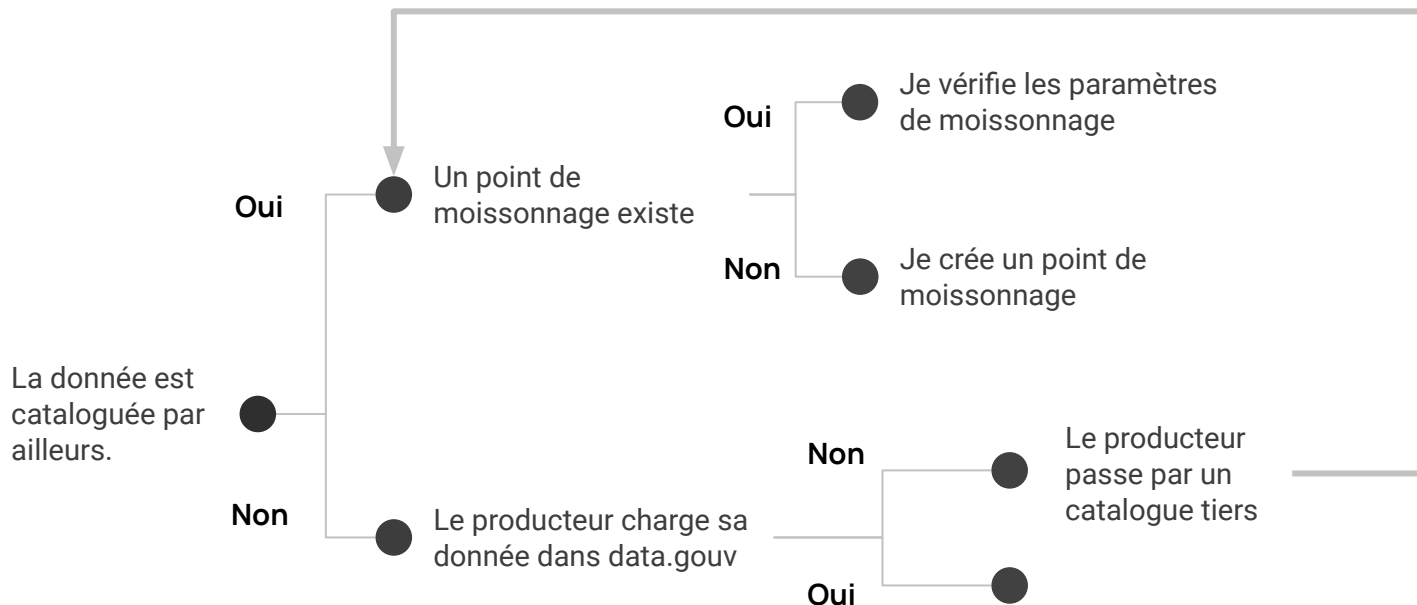 Oui
Je vérifie les paramètres
de moissonnage
Un point de
moissonnage existe
Oui
Non
Je crée un point de
moissonnage
La donnée est
cataloguée par
ailleurs.
Non
Le producteur charge sa
donnée dans data.gouv
Non
Le producteur
passe par un
catalogue tiers
Oui